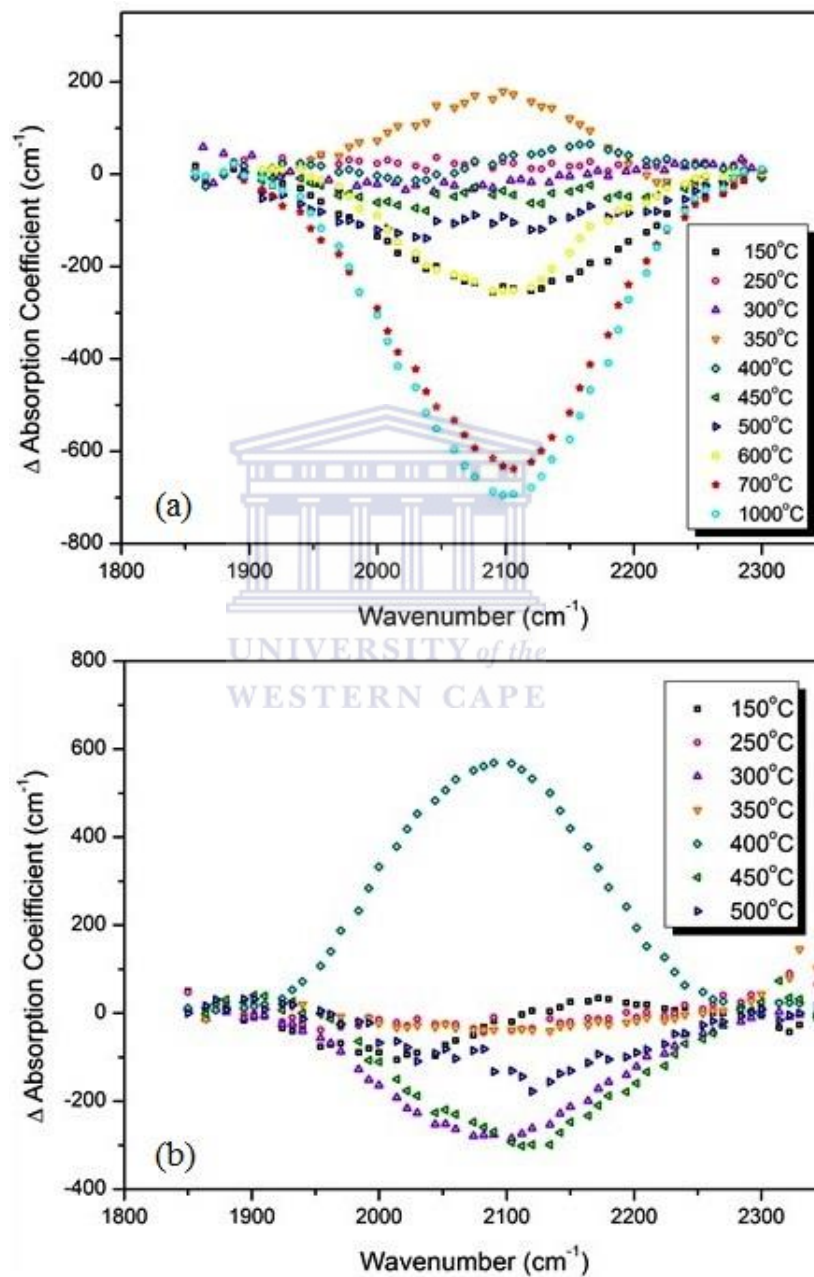 Δ Absorption Coefficient (cm⁻¹)
200
0
-200
-400
-600
-800
1800
1900
2000
2100
2200
2300
Wavenumber (cm⁻¹)
(a)
150°C
250°C
300°C
350°C
400°C
450°C
500°C
600°C
700°C
1000°C
UNIVERSITY of the
WESTERN CAPE
Δ Absorption Coeifficient (cm⁻¹)
800
600
400
200
0
-200
-400
1800
1900
2000
2100
2200
2300
Wavenumber (cm⁻¹)
(b)
150°C
250°C
300°C
350°C
400°C
450°C
500°C